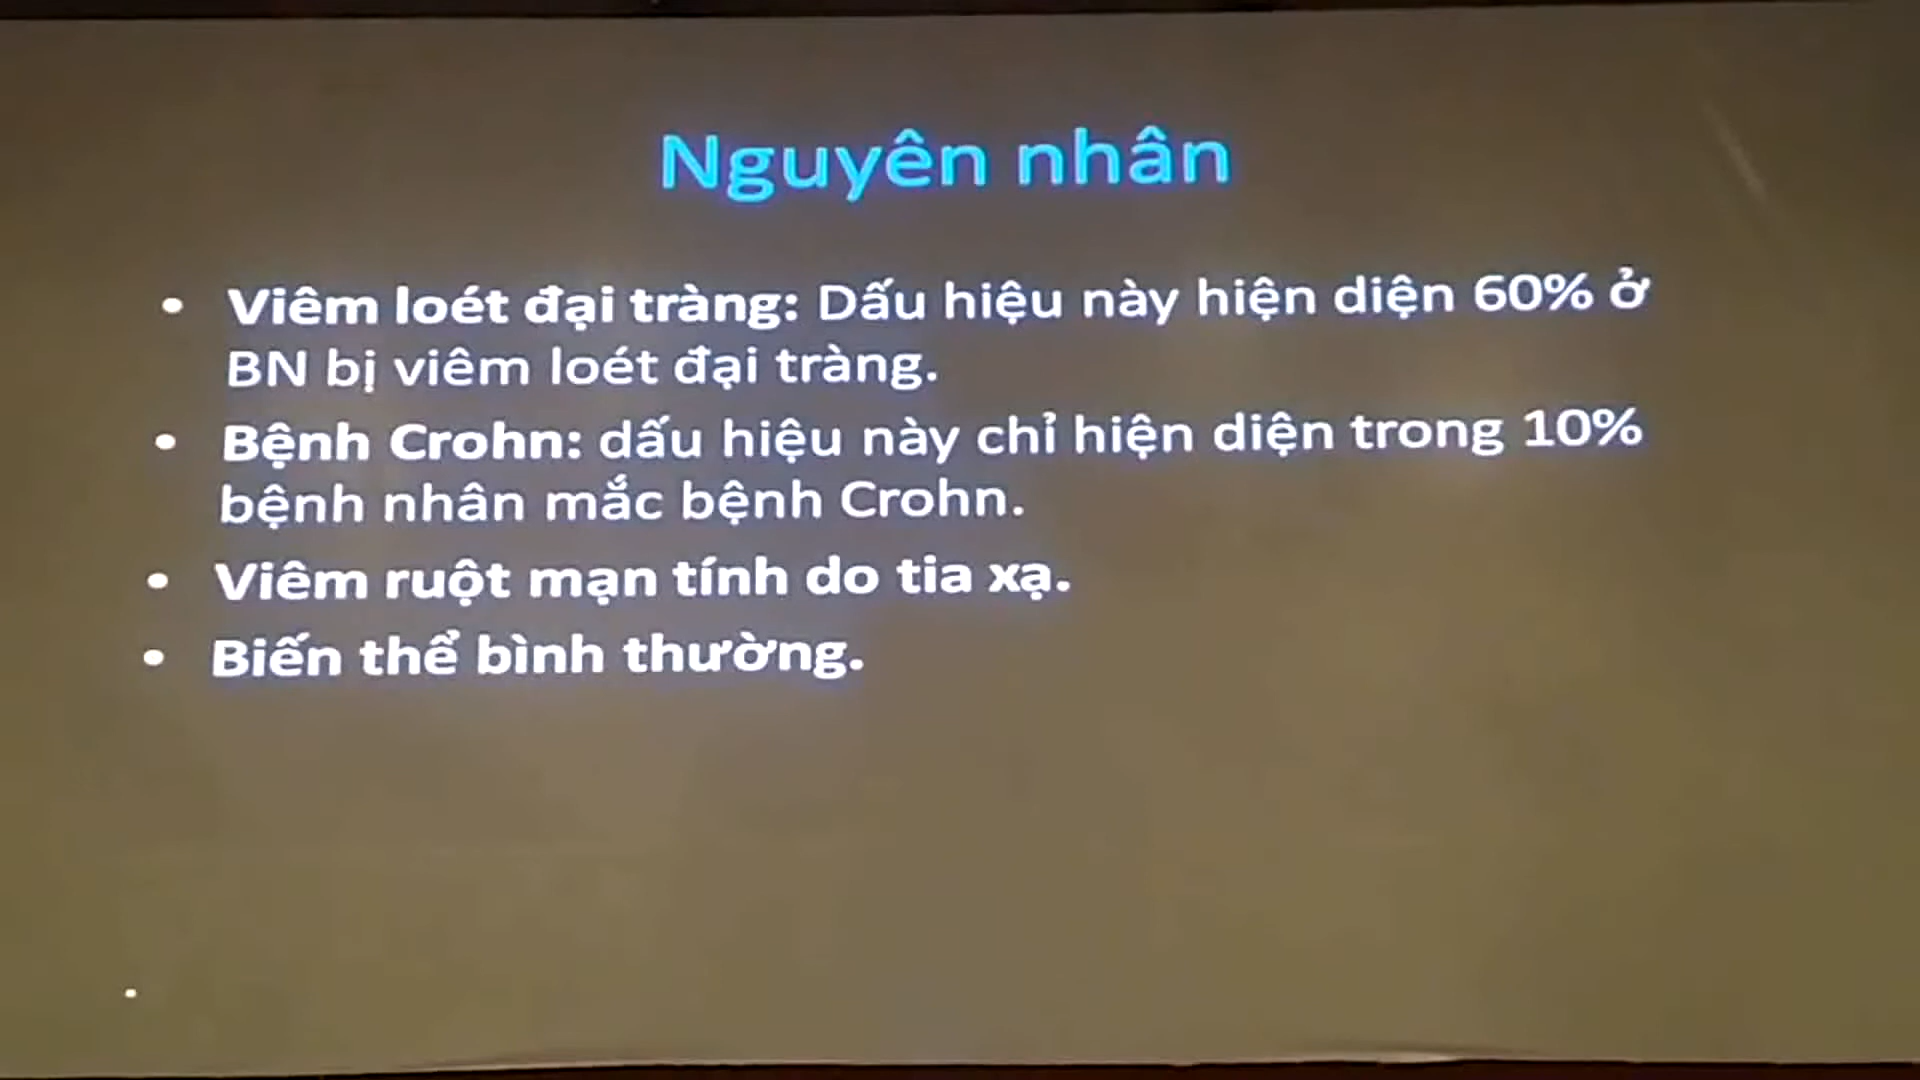 Nguyên nhân
• Viêm loét đại tràng: Dấu hiệu này hiện diện 60% ở
BN bị viêm loét đại tràng.
• Bệnh Crohn: dấu hiệu này chỉ hiện diện trong 10%
bệnh nhân mắc bệnh Crohn.
• Viêm ruột mạn tính do tia xạ.
• Biến thể bình thường.